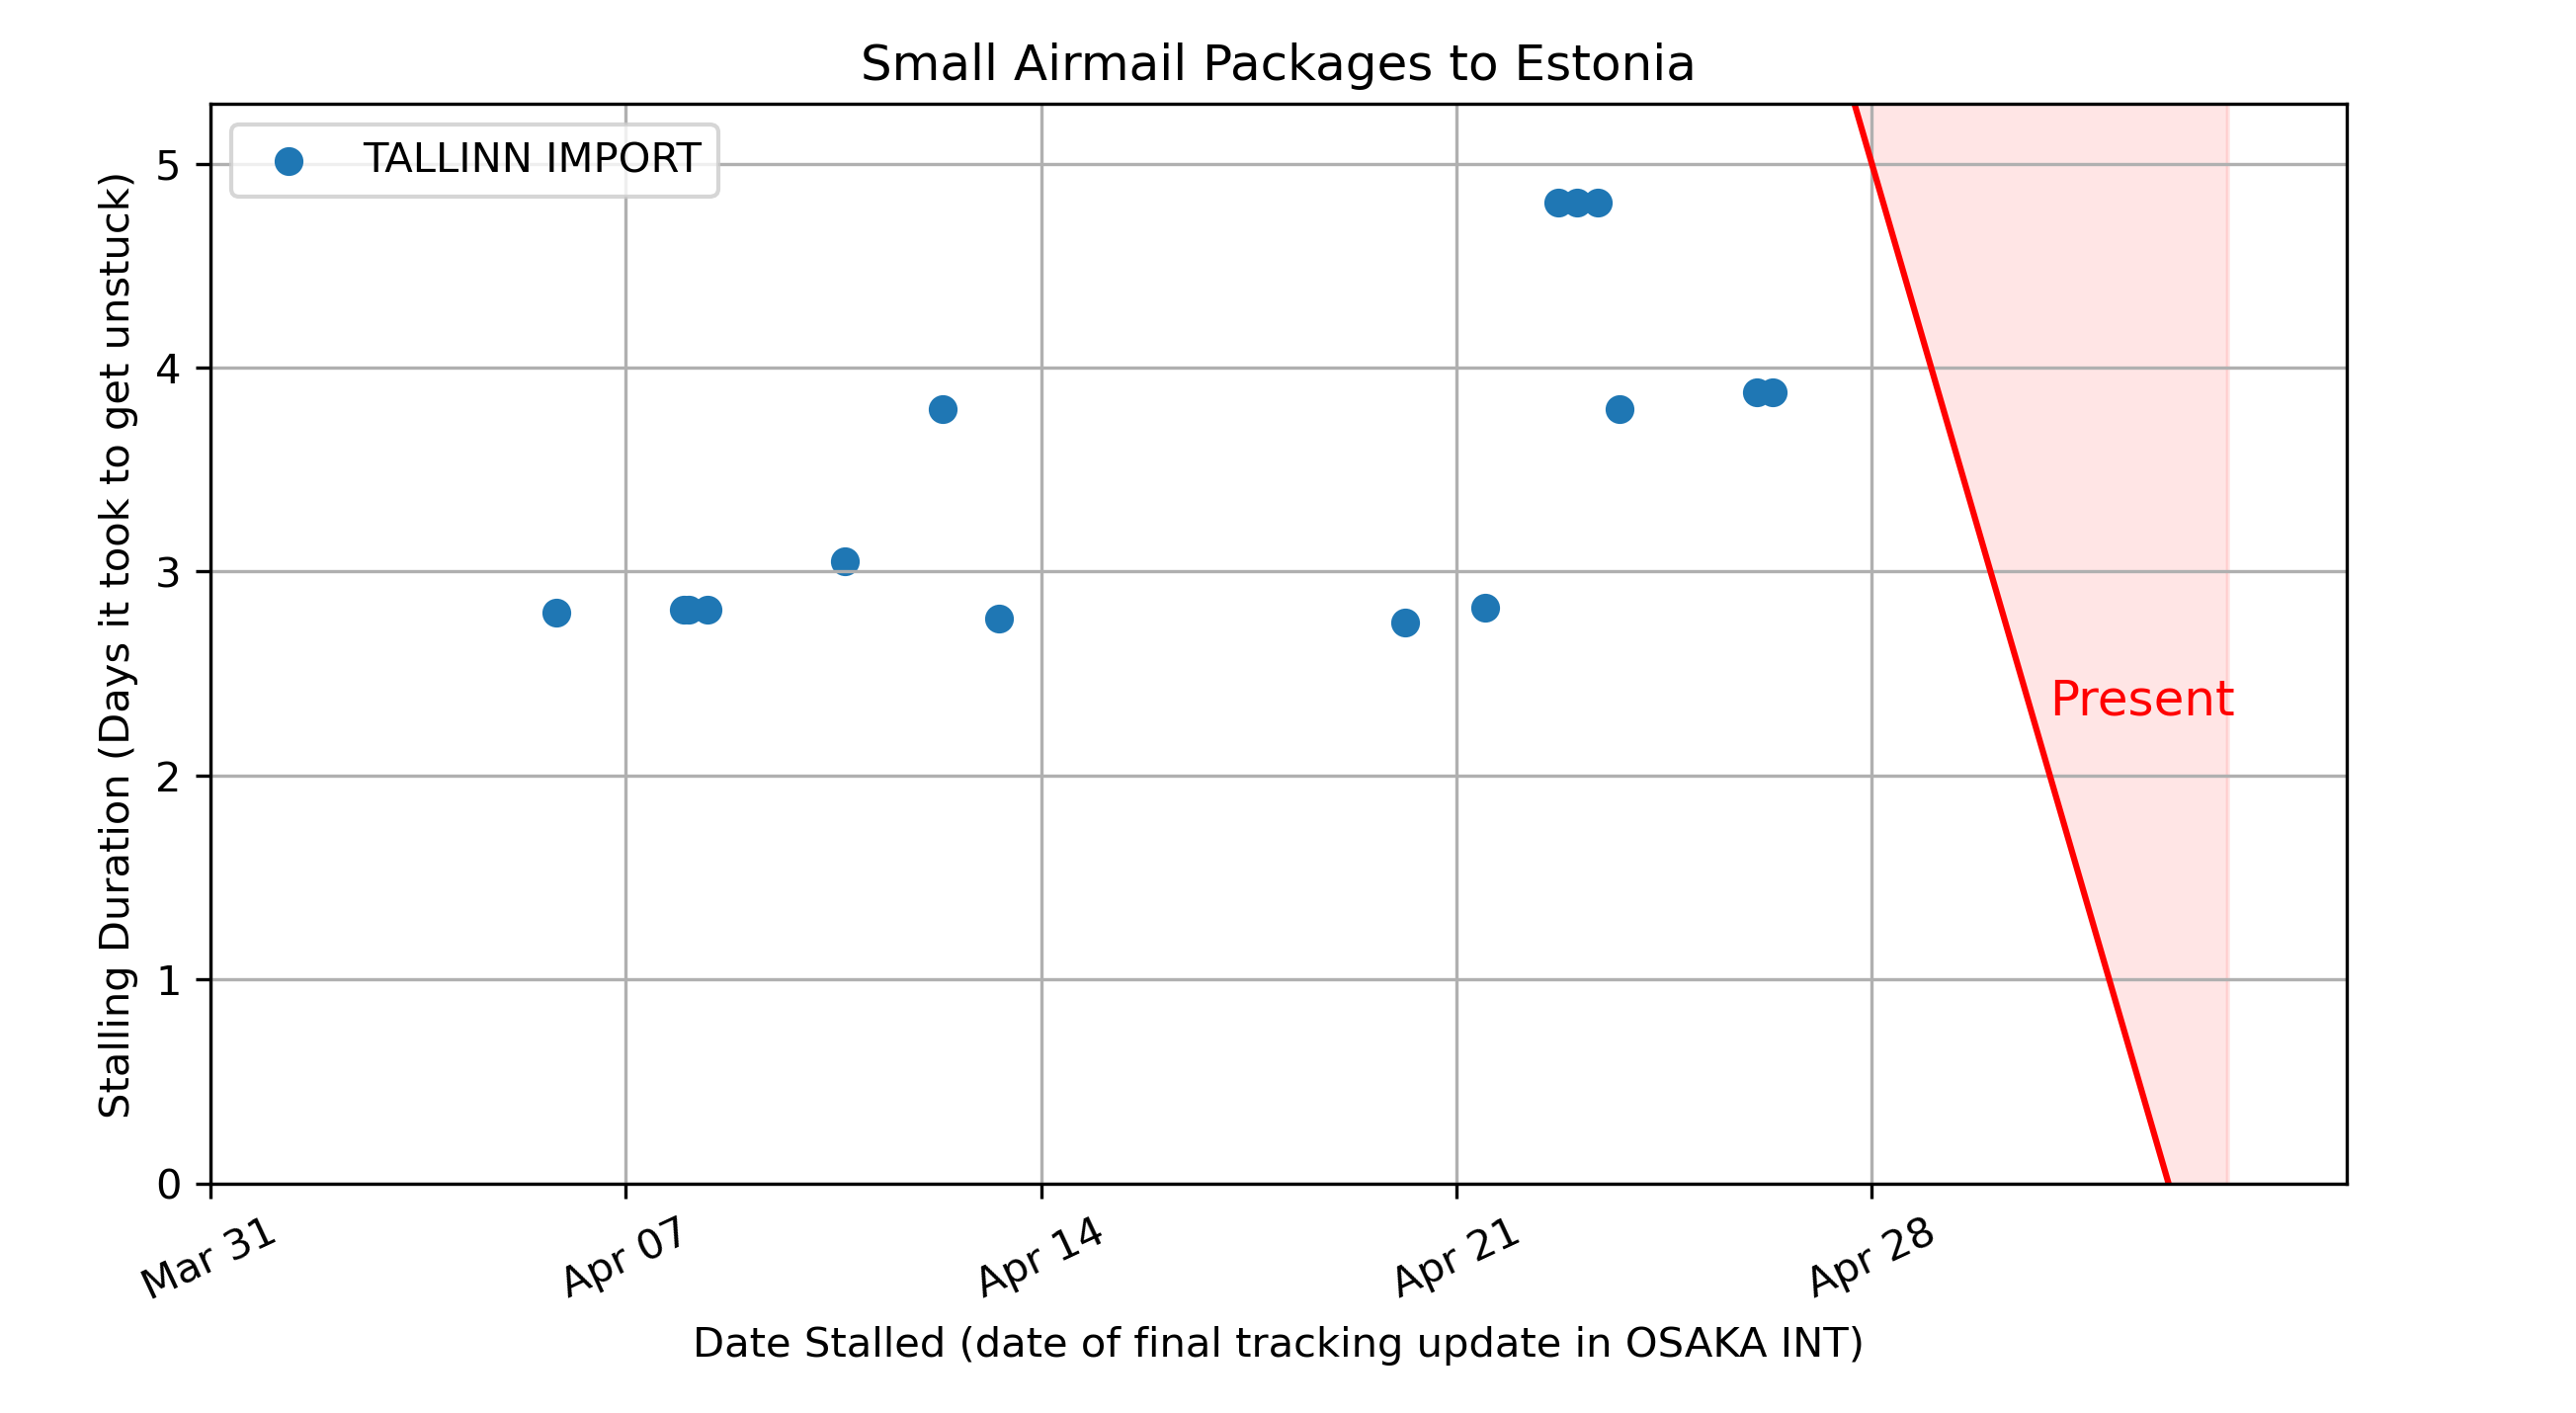 Small Airmail Packages to Estonia
TALLINN IMPORT
Stalling Duration (Days it took to get unstuck)
5
4
3
2
1
0
Present
Mar 31
Apr 07
Apr 14
Apr 21
Apr 28
Date Stalled (date of final tracking update in OSAKA INT)